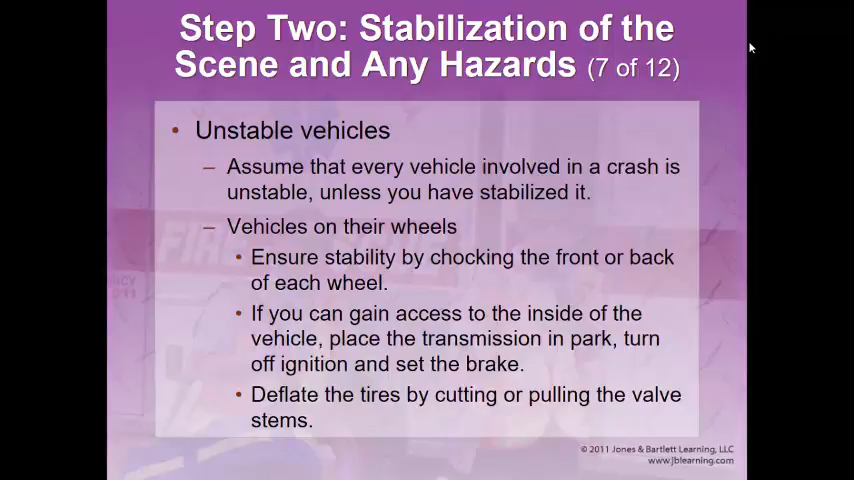 Step Two: Stabilization of the
Scene and Any Hazards (7 of 12)
• Unstable vehicles
– Assume that every vehicle involved in a crash is
unstable, unless you have stabilized it.
– Vehicles on their wheels
• Ensure stability by chocking the front or back
of each wheel.
• If you can gain access to the inside of the
vehicle, place the transmission in park, turn
off ignition and set the brake.
• Deflate the tires by cutting or pulling the valve
stems.
© 2011 Jones & Bartlett Learning, LLC
www.jblearning.com